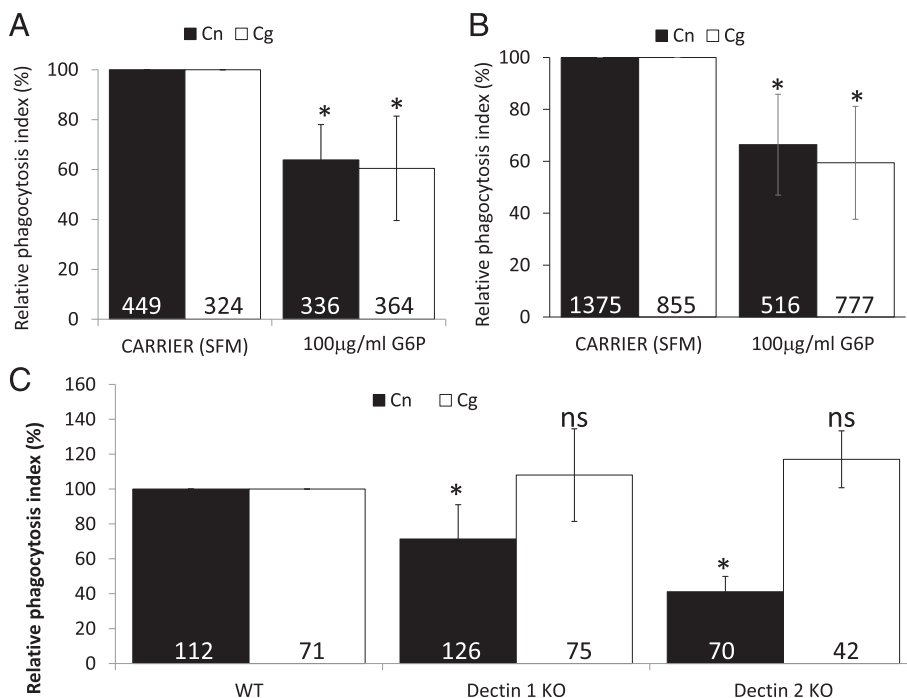 A
Cn Cg
Relative phagocytosis index (%)
100
80
60
40
20
0
* *
449 324 336 364
CARRIER (SFM) 100µg/ml G6P
B
Cn Cg
Relative phagocytosis index (%)
100
80
60
40
20
0
* *
1375 855 516 777
CARRIER (SFM) 100µg/ml G6P
C
Cn Cg
Relative phagocytosis index (%)
160
140
120
100
80
60
40
20
0
* ns * ns
112 71 126 75 70 42
WT Dectin 1 KO Dectin 2 KO